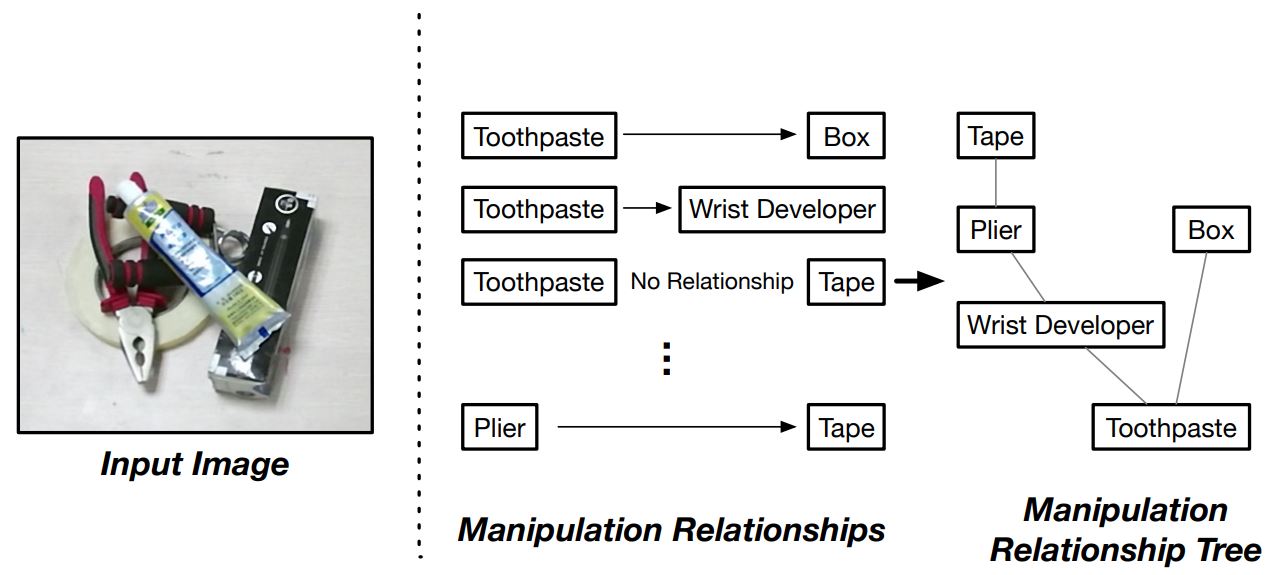 Toothpaste
Box
Tape
Toothpaste
Wrist Developer
Plier
Box
Toothpaste
No Relationship
Tape
Wrist Developer
Plier
Tape
Toothpaste
Input Image
Manipulation Relationships
Manipulation
Relationship Tree